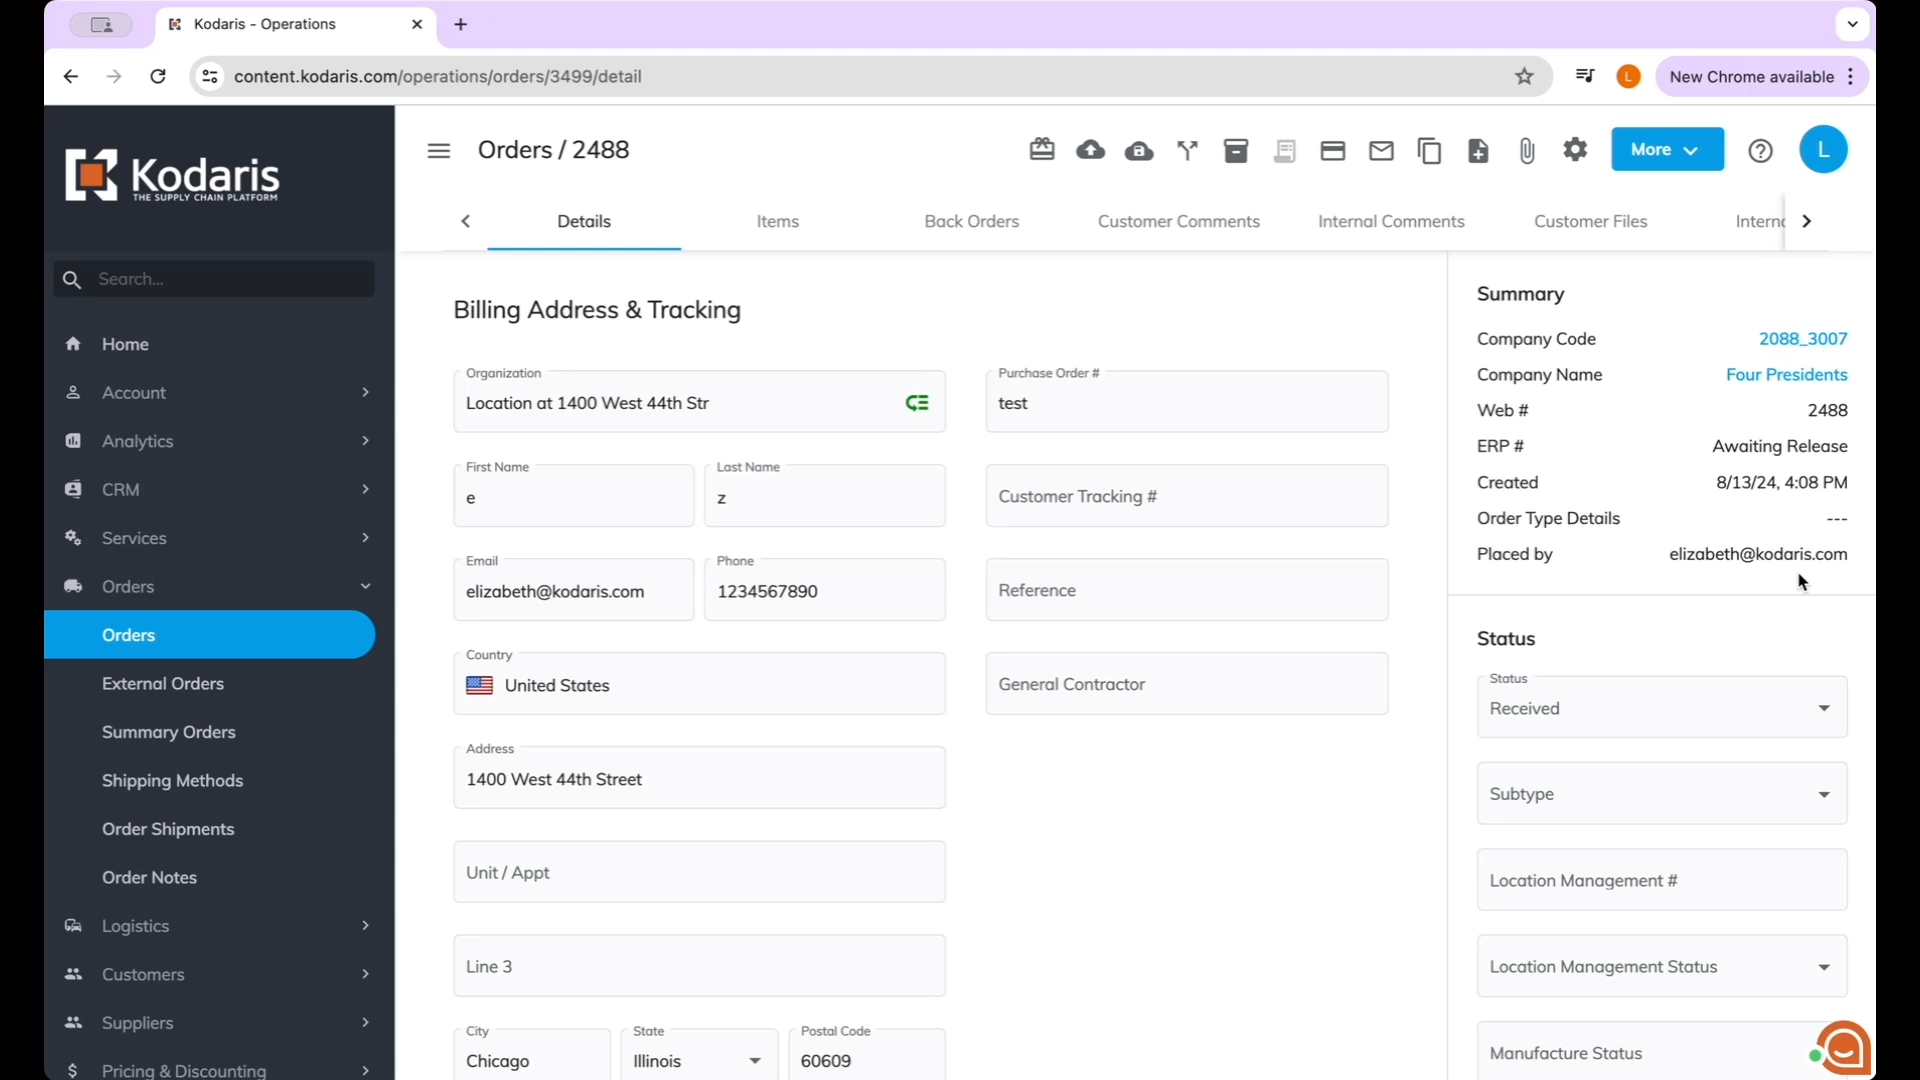 Kodaris - Operations
content.kodaris.com/operations/orders/3499/detail
L
New Chrome available
Kodaris
THE SUPPLY CHAIN PLATFORM
Search...
Home
Account
Analytics
CRM
Services
Orders
Orders
External Orders
Summary Orders
Shipping Methods
Order Shipments
Order Notes
Logistics
Customers
Suppliers
Pricing & Discounting
Orders / 2488
More
L
Details
Items
Back Orders
Customer Comments
Internal Comments
Customer Files
Interna
Billing Address & Tracking
Organization
Location at 1400 West 44th Str
Purchase Order #
test
First Name
e
Last Name
z
Customer Tracking #
Email
elizabeth@kodaris.com
Phone
1234567890
Reference
Country
United States
General Contractor
Address
1400 West 44th Street
Unit / Appt
Line 3
City
Chicago
State
Illinois
Postal Code
60609
Summary
Company Code 2088_3007
Company Name Four Presidents
Web # 2488
ERP # Awaiting Release
Created 8/13/24, 4:08 PM
Order Type Details ---
Placed by elizabeth@kodaris.com
Status
Status
Received
Subtype
Location Management #
Location Management Status
Manufacture Status